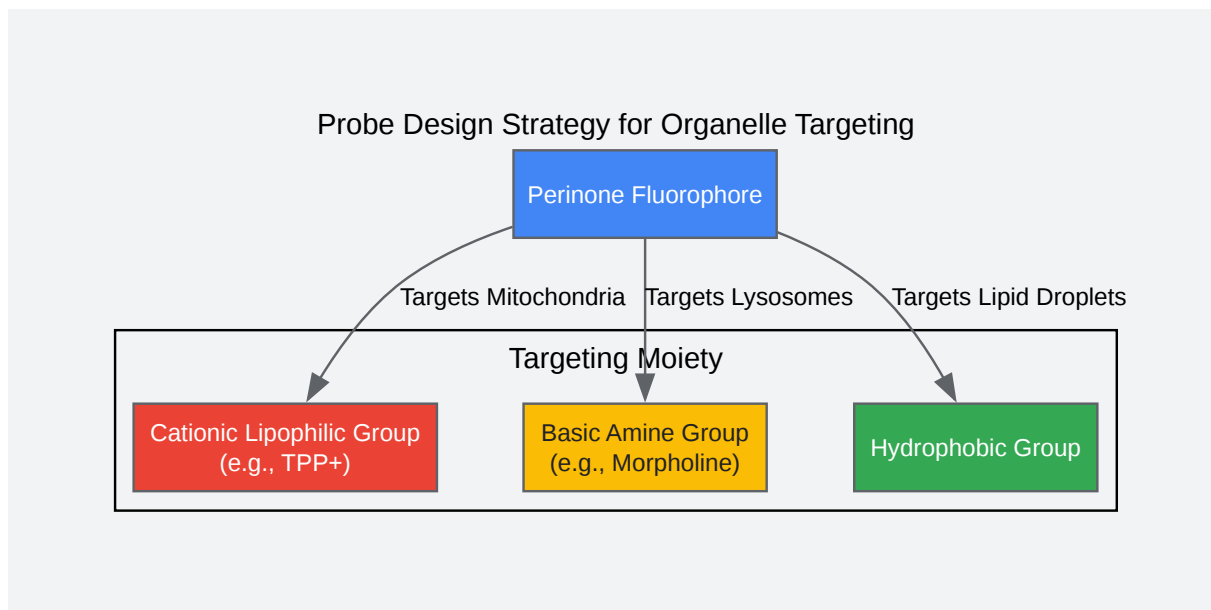 Probe Design Strategy for Organelle Targeting
Perinone Fluorophore
Targets Mitochondria
Targets Lysosomes
Targets Lipid Droplets
Targeting Moiety
Cationic Lipophilic Group
(e.g., TPP+)
Basic Amine Group
(e.g., Morpholine)
Hydrophobic Group